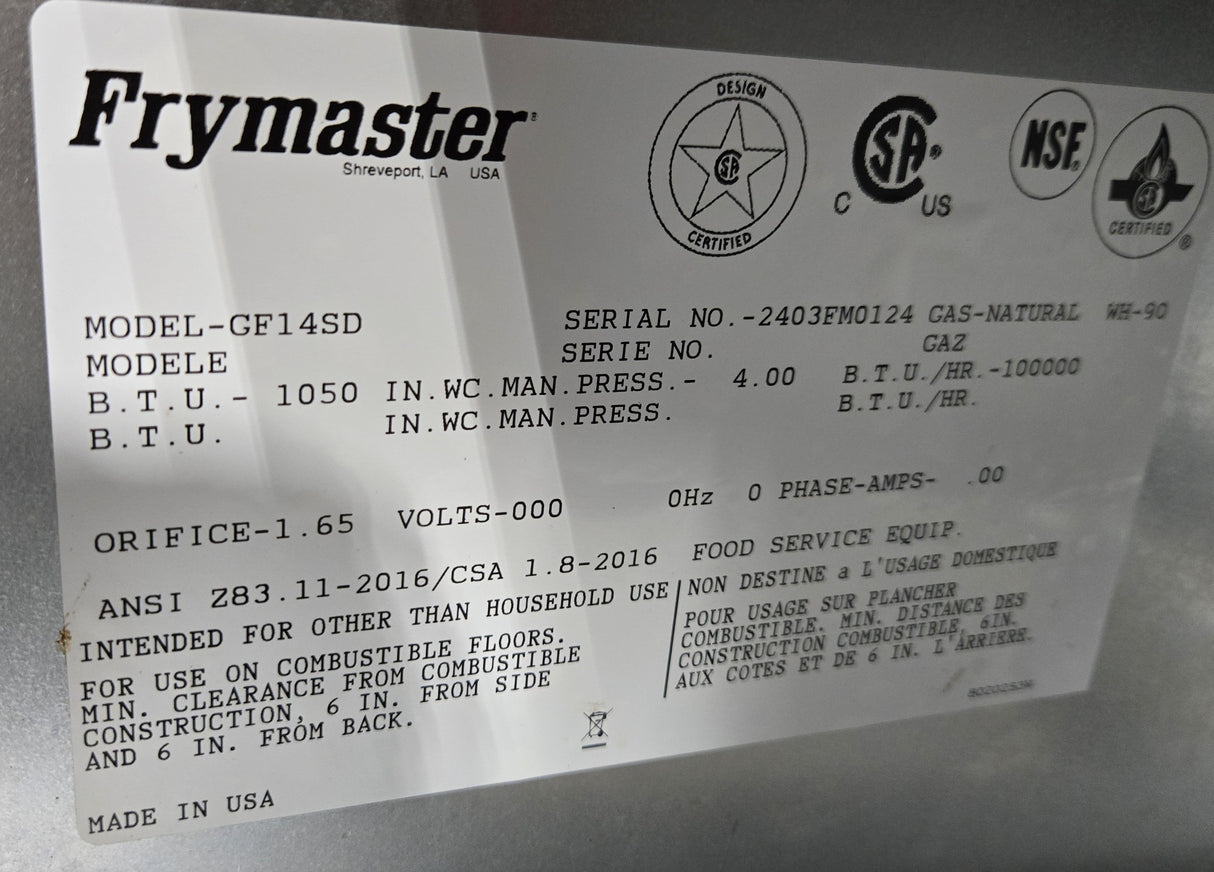 Frymaster
Shreveport, LA USA
DESIGN
SA
CERTIFIED
SA
C US
NSF
SA
CERTIFIED
®
MODEL-GF14SD SERIAL NO.-2403FM0124 GAS-NATURAL WH-90
MODELE SERIE NO. GAZ
B.T.U.- 1050 IN.WC.MAN.PRESS.- 4.00 B.T.U./HR.-100000
B.T.U. IN.WC.MAN.PRESS. B.T.U./HR.
ORIFICE-1.65 VOLTS-000 0Hz 0 PHASE-AMPS- .00
ANSI Z83.11-2016/CSA 1.8-2016 FOOD SERVICE EQUIP.
INTENDED FOR OTHER THAN HOUSEHOLD USE
FOR USE ON COMBUSTIBLE FLOORS.
MIN. CLEARANCE FROM COMBUSTIBLE
CONSTRUCTION, 6 IN. FROM SIDE
AND 6 IN. FROM BACK.
NON DESTINE a L'USAGE DOMESTIQUE
POUR USAGE SUR PLANCHER
COMBUSTIBLE. MIN. DISTANCE DES
CONSTRUCTION COMBUSTIBLE, 6IN.
AUX COTES ET DE 6 IN. L'ARRIERE.
MADE IN USA